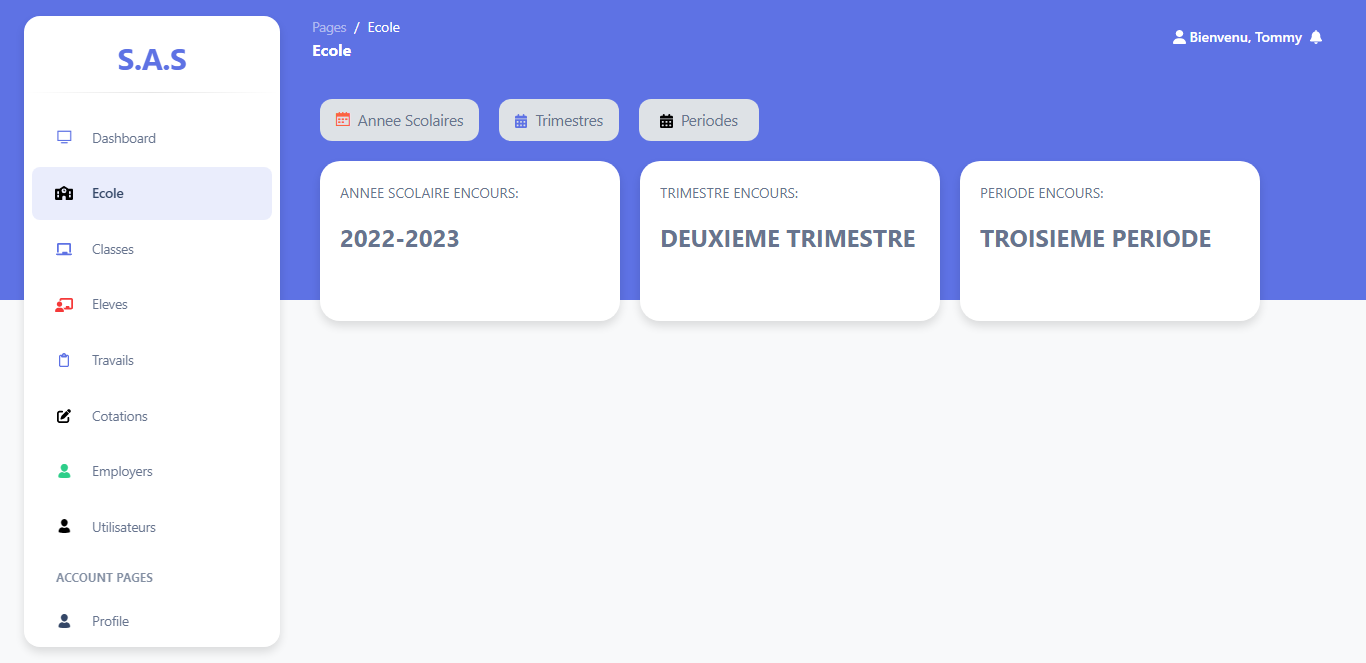 S.A.S
Dashboard
Ecole
Classes
Eleves
Travails
Cotations
Employers
Utilisateurs
ACCOUNT PAGES
Profile
Pages / Ecole
Ecole
Bienvenu, Tommy
Annee Scolaires
Trimestres
Periodes
ANNEE SCOLAIRE ENCOURS:
2022-2023
TRIMESTRE ENCOURS:
DEUXIEME TRIMESTRE
PERIODE ENCOURS:
TROISIEME PERIODE